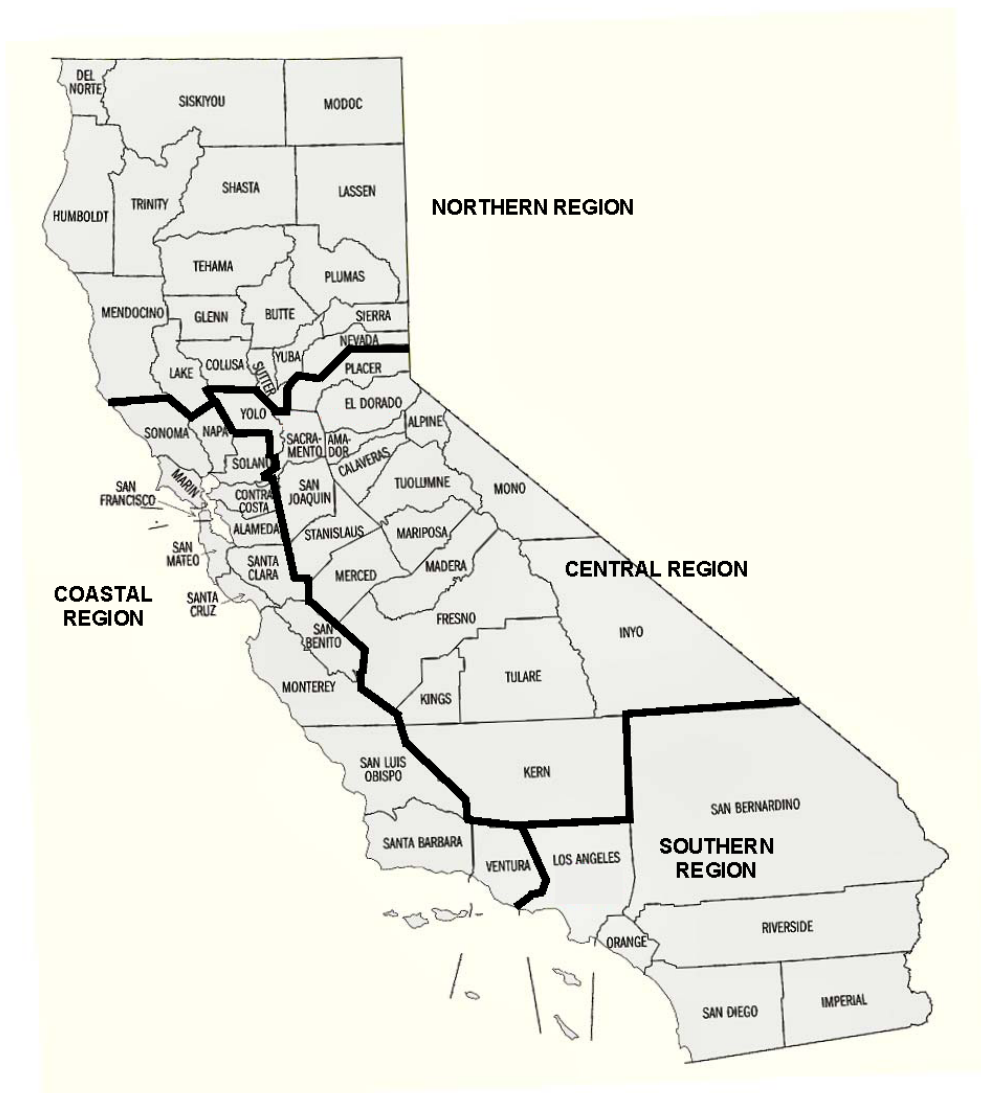 DEL
NORTE
SISKIYOU
MODOC
SHASTA
LASSEN
TRINITY
HUMBOLDT
NORTHERN REGION
TEHAMA
PLUMAS
MENDOCINO
GLENN
BUTTE
SIERRA
NEVADA
YUBA
COLUSA
LAKE
SUTTER
PLACER
EL DORADO
YOLO
ALPINE
SONOMA
NAPA
SACRA-
MENTO
AMA-
DOR
CALAVERAS
SOLANO
MARIN
TUOLUMNE
MONO
SAN
JOAQUIN
SAN
FRANCISCO
CONTRA
COSTA
ALAMEDA
STANISLAUS
MARIPOSA
SAN
MATEO
SANTA
CLARA
MERCED
MADERA
CENTRAL REGION
COASTAL
REGION
SANTA
CRUZ
FRESNO
SAN
BENITO
INYO
TULARE
MONTEREY
KINGS
SAN LUIS
OBISPO
KERN
SAN BERNARDINO
SANTA BARBARA
VENTURA
LOS ANGELES
SOUTHERN
REGION
RIVERSIDE
ORANGE
SAN DIEGO
IMPERIAL